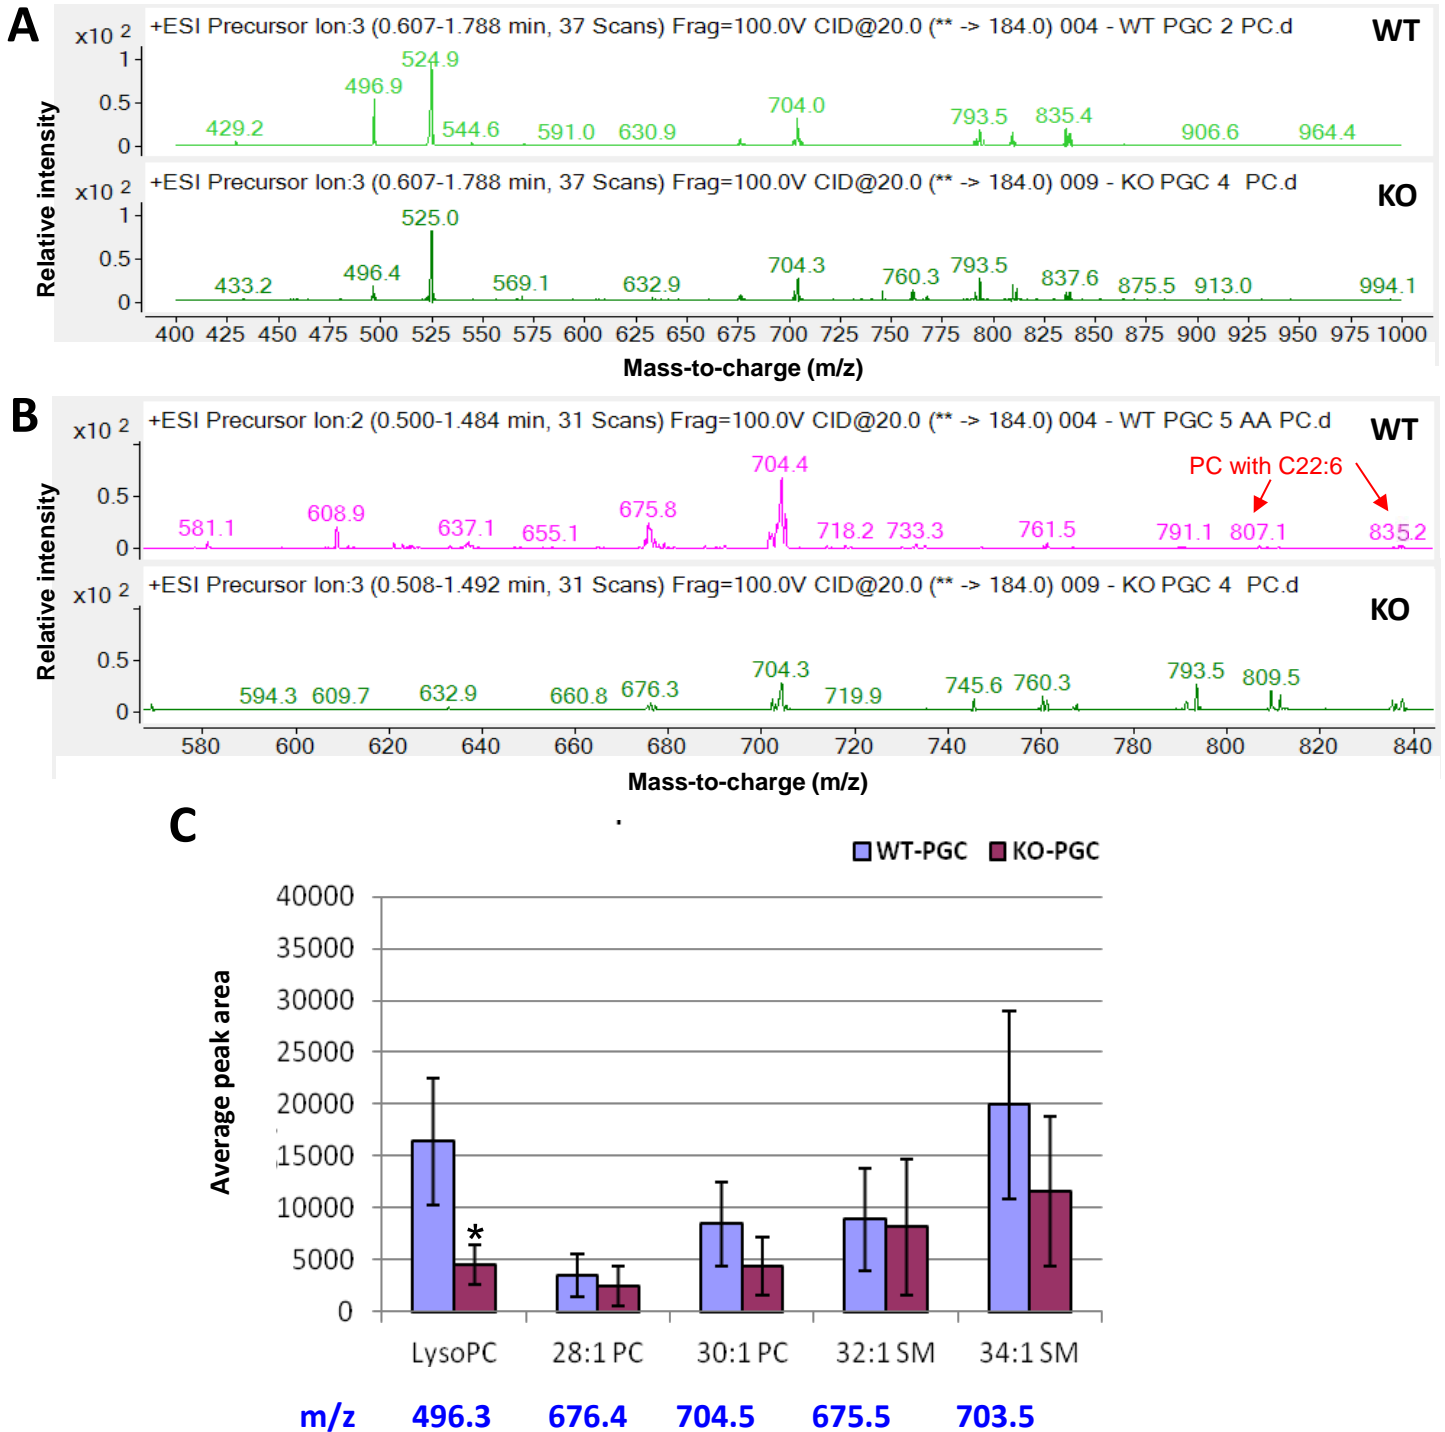 A
+ESI Precursor Ion:3 (0.607-1.788 min, 37 Scans) Frag=100.0V CID@20.0 (** -> 184.0) 004 - WT PGC 2 PC.d
WT
x10 2
1
0.5
0
429.2 496.9 524.9 544.6 591.0 630.9 704.0 793.5 835.4 906.6 964.4
+ESI Precursor Ion:3 (0.607-1.788 min, 37 Scans) Frag=100.0V CID@20.0 (** -> 184.0) 009 - KO PGC 4 PC.d
KO
x10 2
1
0.5
0
433.2 496.4 525.0 569.1 632.9 704.3 760.3 793.5 837.6 875.5 913.0 994.1
Relative intensity
400 425 450 475 500 525 550 575 600 625 650 675 700 725 750 775 800 825 850 875 900 925 950 975 1000
Mass-to-charge (m/z)
B
+ESI Precursor Ion:2 (0.500-1.484 min, 31 Scans) Frag=100.0V CID@20.0 (** -> 184.0) 004 - WT PGC 5 AA PC.d
WT
x10 2
0.5
0
PC with C22:6
581.1 608.9 637.1 655.1 675.8 704.4 718.2 733.3 761.5 791.1 807.1 835.2
+ESI Precursor Ion:3 (0.508-1.492 min, 31 Scans) Frag=100.0V CID@20.0 (** -> 184.0) 009 - KO PGC 4 PC.d
KO
x10 2
0.5
0
594.3 609.7 632.9 660.8 676.3 704.3 719.9 745.6 760.3 793.5 809.5
Relative intensity
580 600 620 640 660 680 700 720 740 760 780 800 820 840
Mass-to-charge (m/z)
C
WT-PGC KO-PGC
40000
35000
30000
25000
20000
15000
10000
5000
0
Average peak area
*
LysoPC 28:1 PC 30:1 PC 32:1 SM 34:1 SM
m/z 496.3 676.4 704.5 675.5 703.5